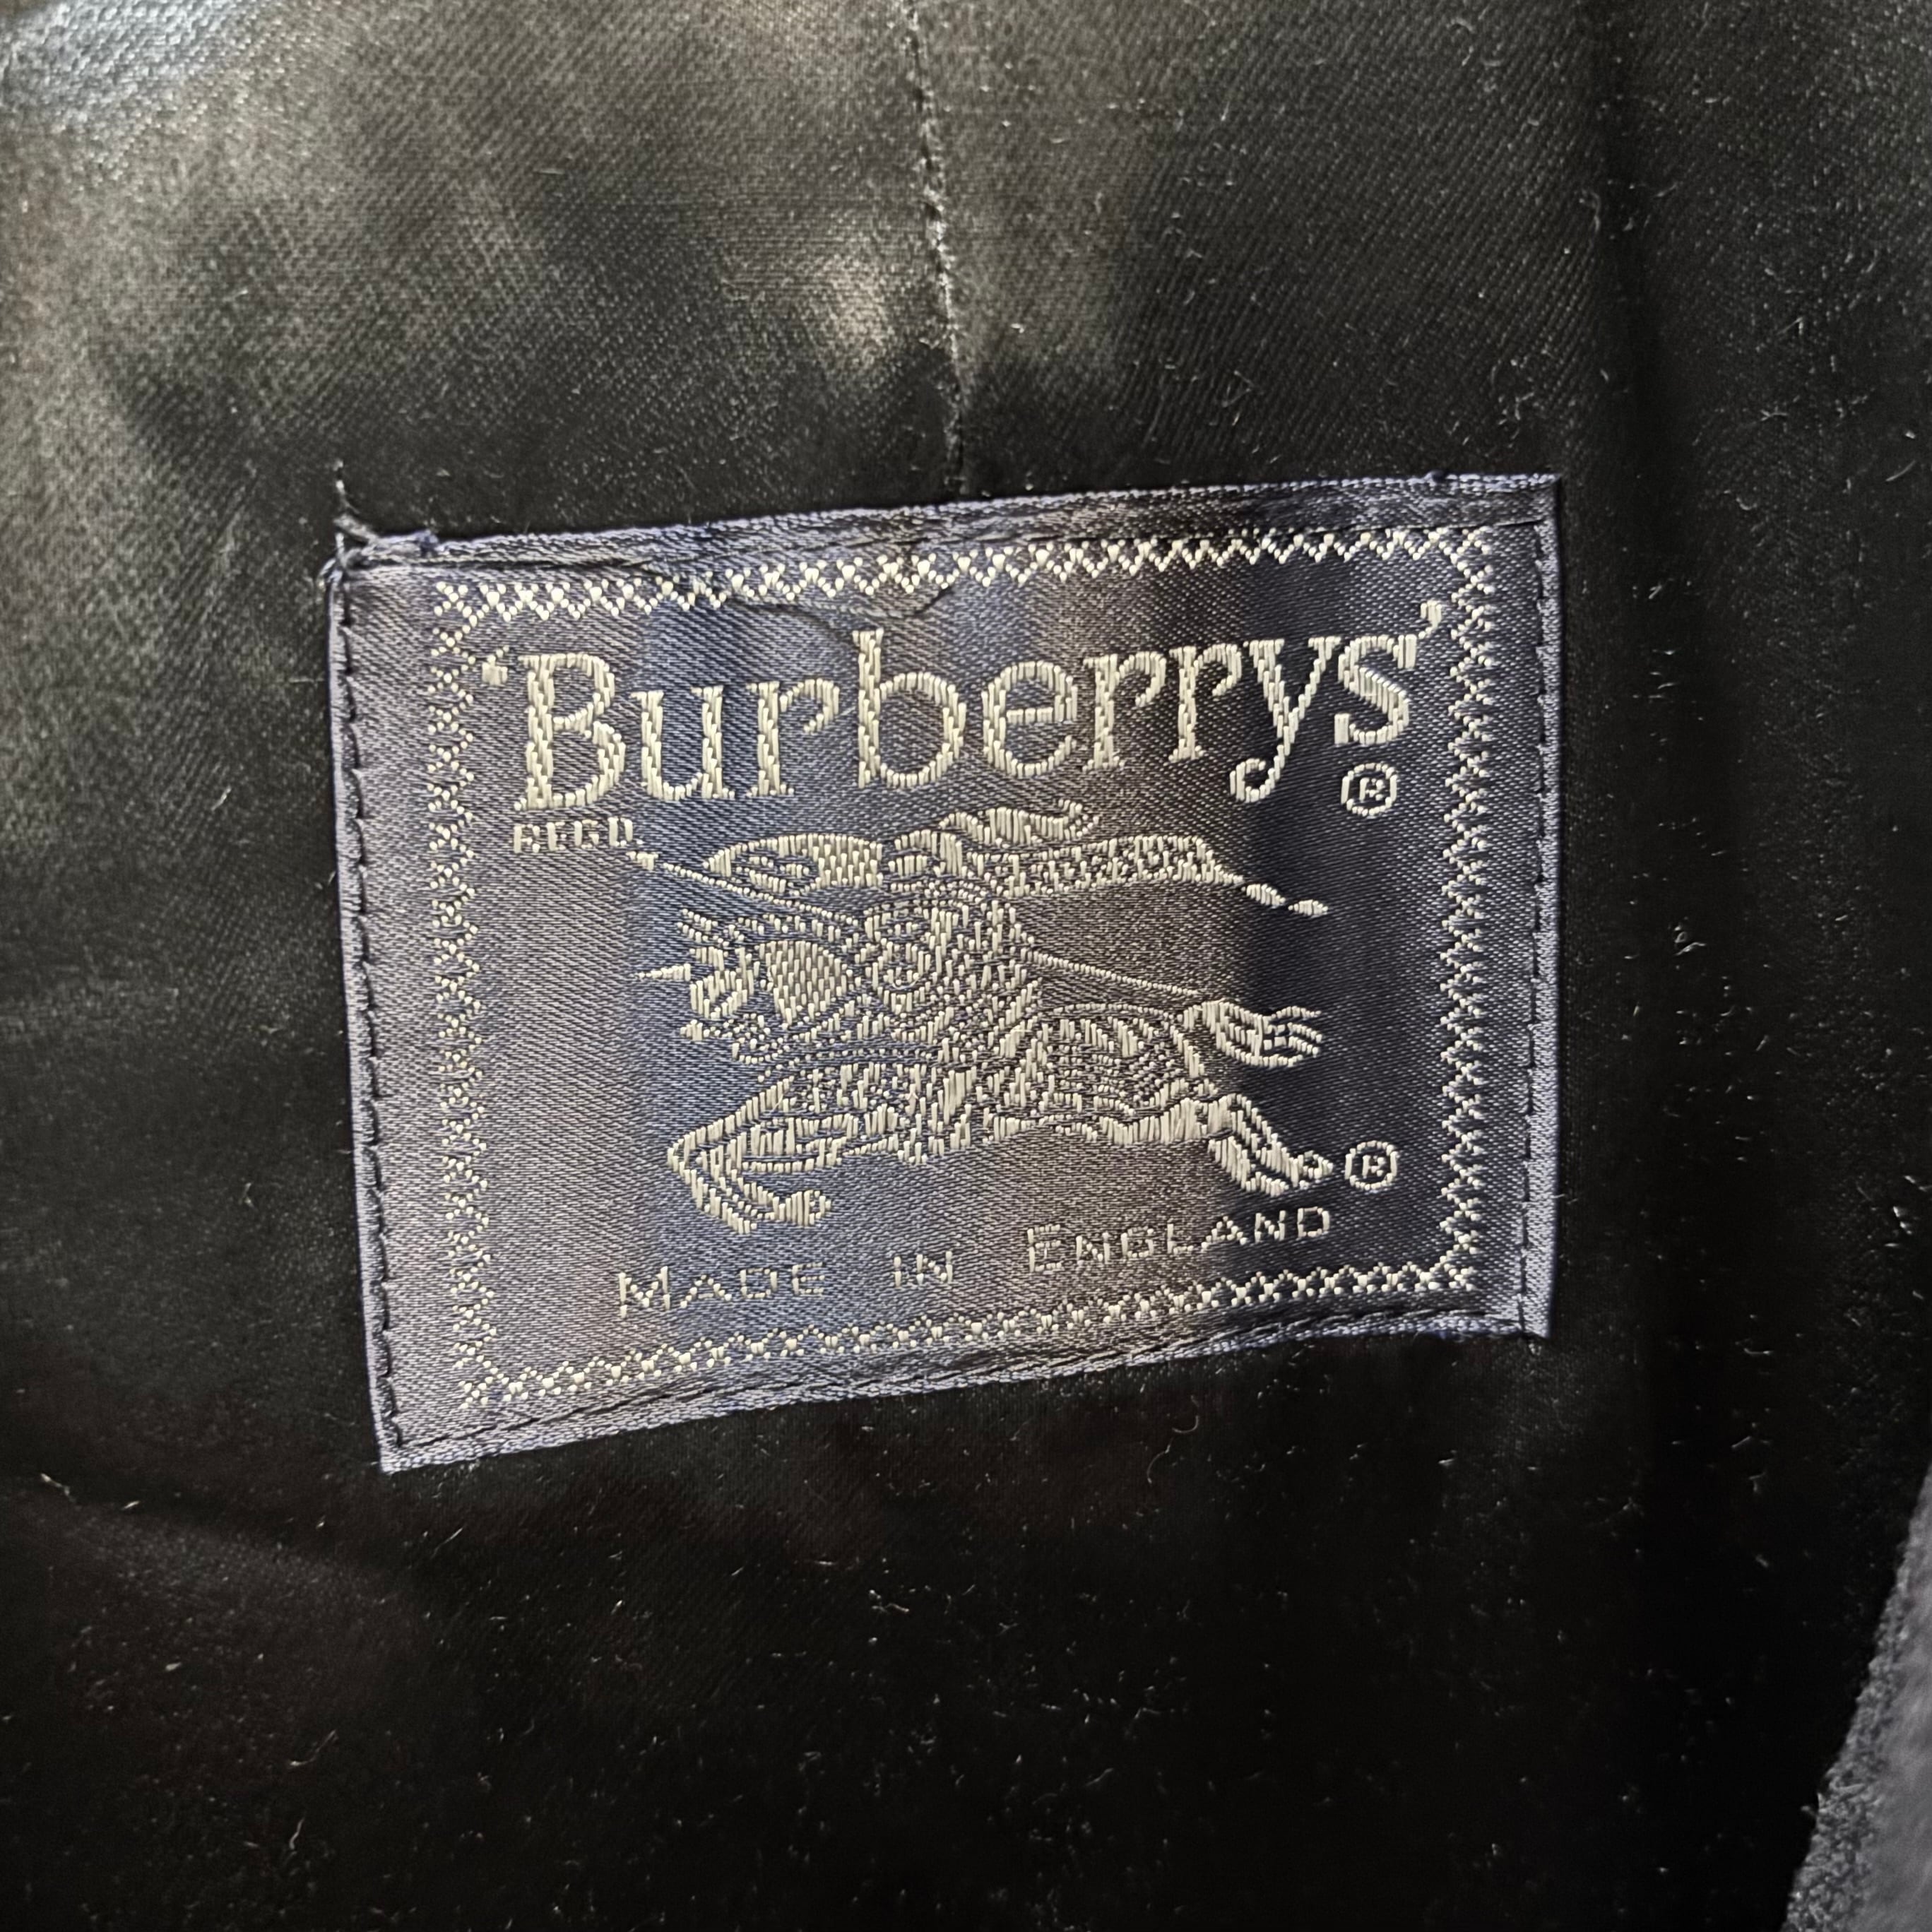 ‘Burberrys’
®
REGD.
®
MADE IN ENGLAND